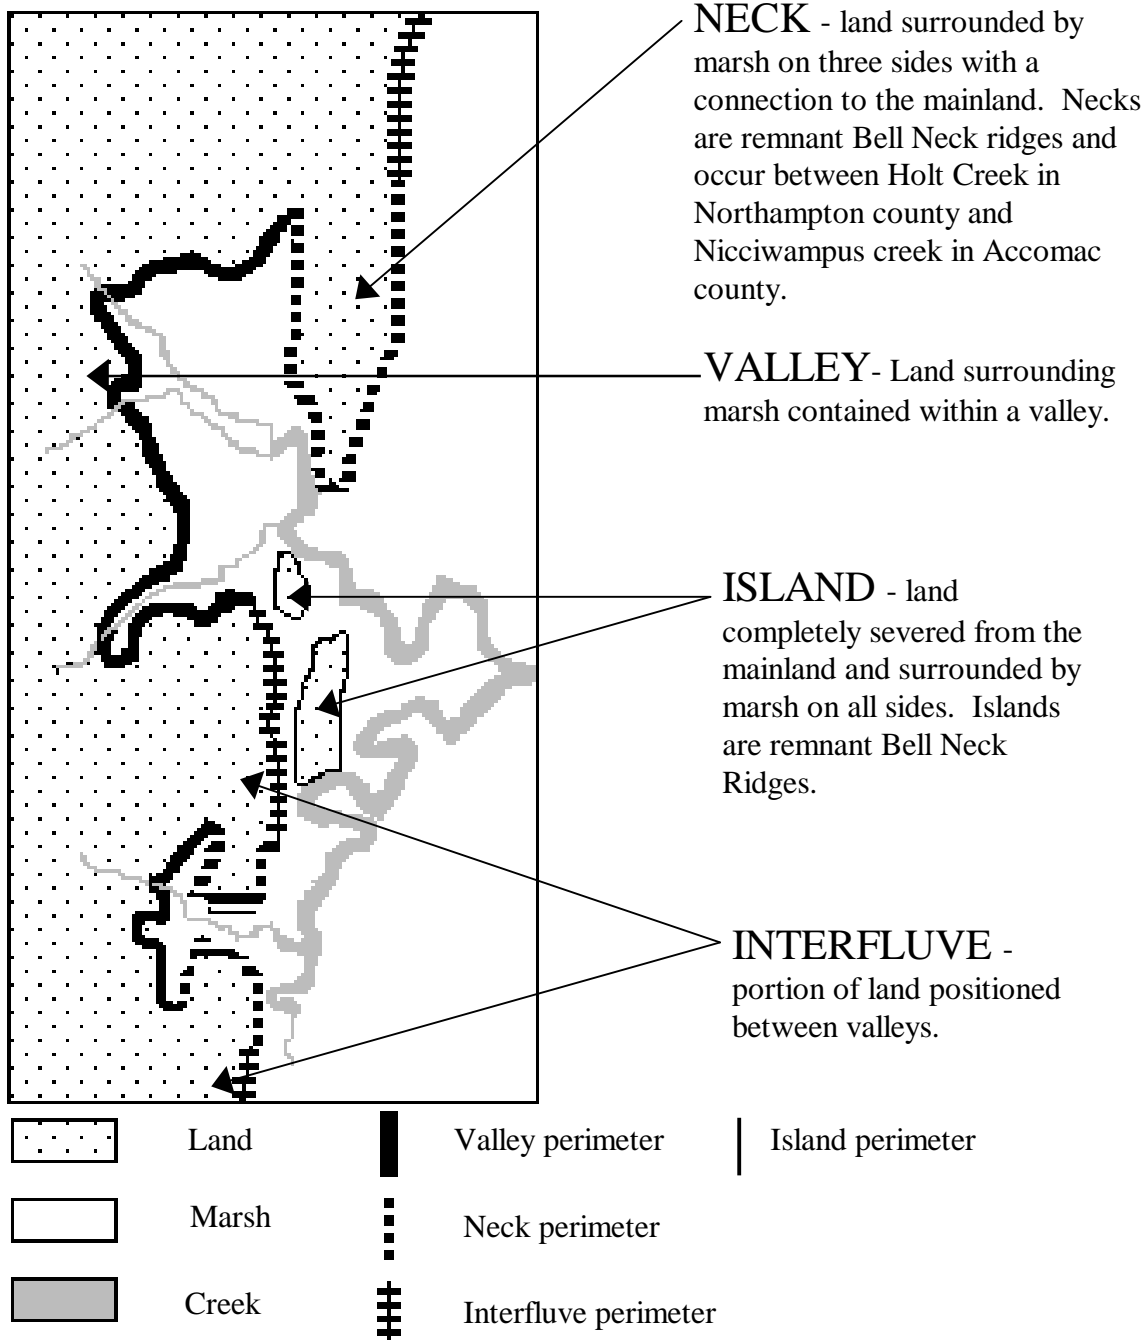 NECK - land surrounded by
marsh on three sides with a
connection to the mainland.  Necks
are remnant Bell Neck ridges and
occur between Holt Creek in
Northampton county and
Nicciwampus creek in Accomac
county.
VALLEY- Land surrounding
marsh contained within a valley.
ISLAND - land
completely severed from the
mainland and surrounded by
marsh on all sides.  Islands
are remnant Bell Neck
Ridges.
INTERFLUVE -
portion of land positioned
between valleys.
Land
Valley perimeter
Island perimeter
Marsh
Neck perimeter
Creek
Interfluve perimeter